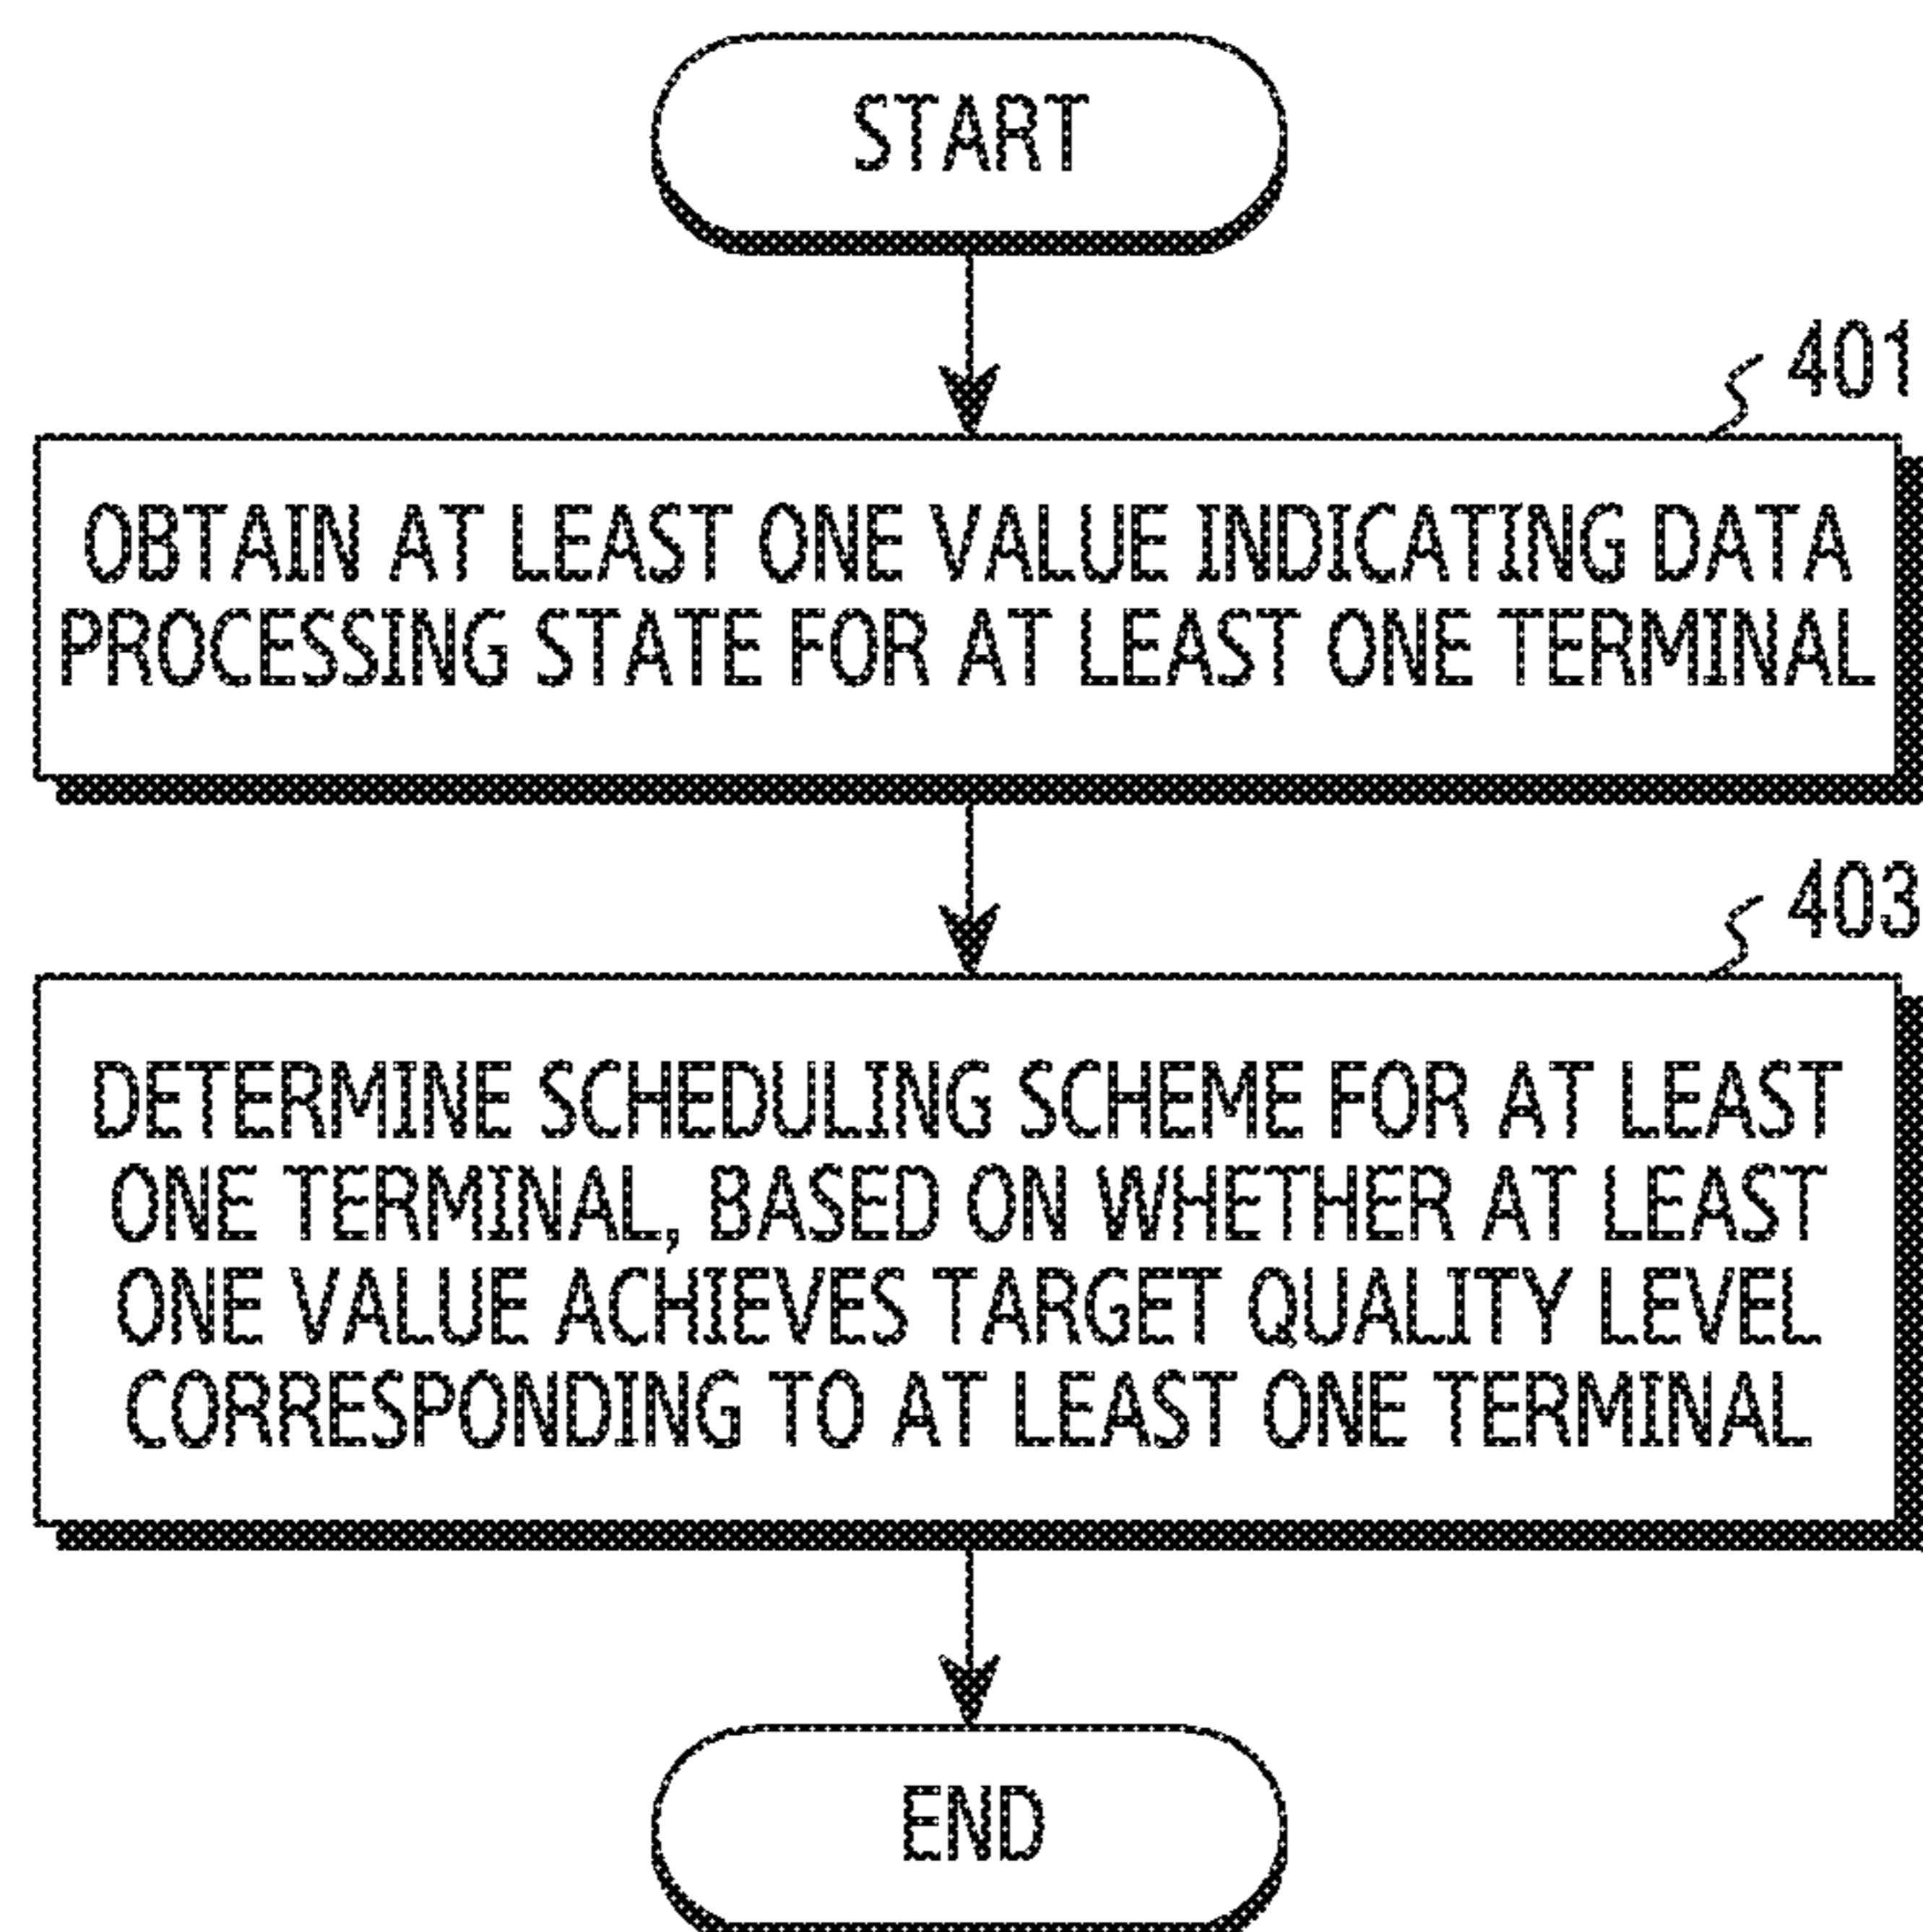 START
401
OBTAIN AT LEAST ONE VALUE INDICATING DATA
PROCESSING STATE FOR AT LEAST ONE TERMINAL
403
DETERMINE SCHEDULING SCHEME FOR AT LEAST
ONE TERMINAL, BASED ON WHETHER AT LEAST
ONE VALUE ACHIEVES TARGET QUALITY LEVEL
CORRESPONDING TO AT LEAST ONE TERMINAL
END